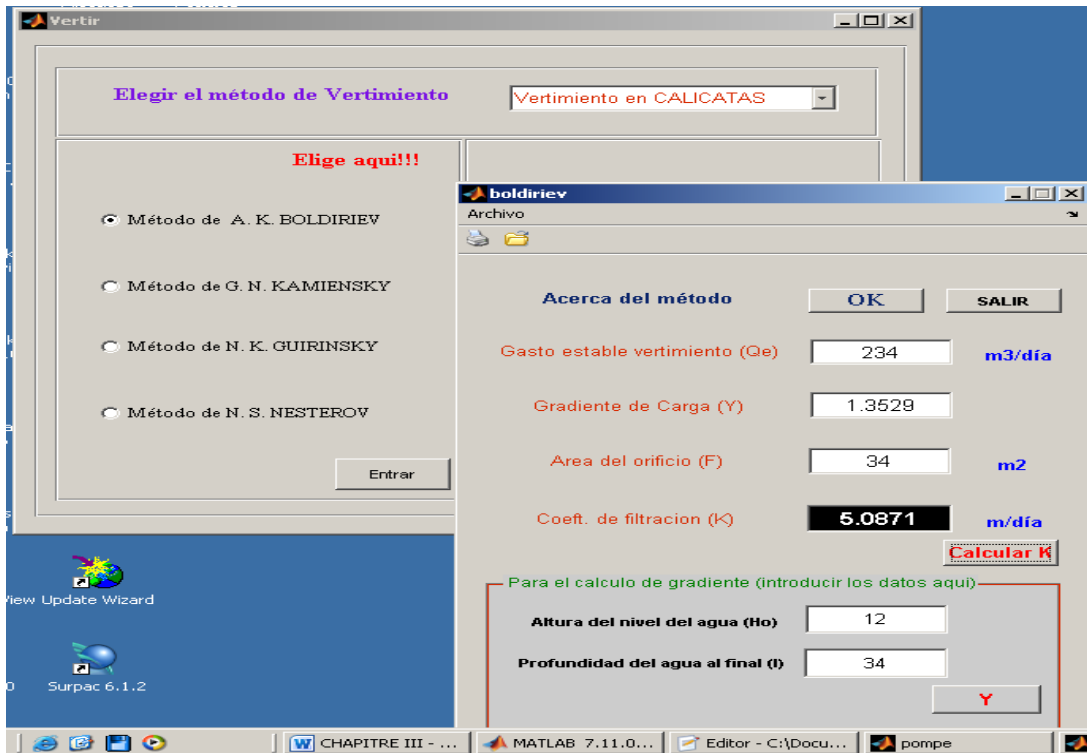 Vertir
Elegir el método de Vertimiento
Vertimiento en CALICATAS
Elige aqui!!!
Método de A. K. BOLDIRIEV
Método de G. N. KAMIENSKY
Método de N. K. GUIRINSKY
Método de N. S. NESTEROV
Entrar
boldiriev
Archivo
Acerca del método
OK
SALIR
Gasto estable vertimiento (Qe)
234
m3/día
Gradiente de Carga (Y)
1.3529
Area del orificio (F)
34
m2
Coeft. de filtracion (K)
5.0871
m/día
Calcular K
Para el calculo de gradiente (introducir los datos aqui)
Altura del nivel del agua (Ho)
12
Profundidad del agua al final (l)
34
Y
View Update Wizard
Surpac 6.1.2
CHAPITRE III - ...
MATLAB 7.11.0...
Editor - C:\Docu...
pompe